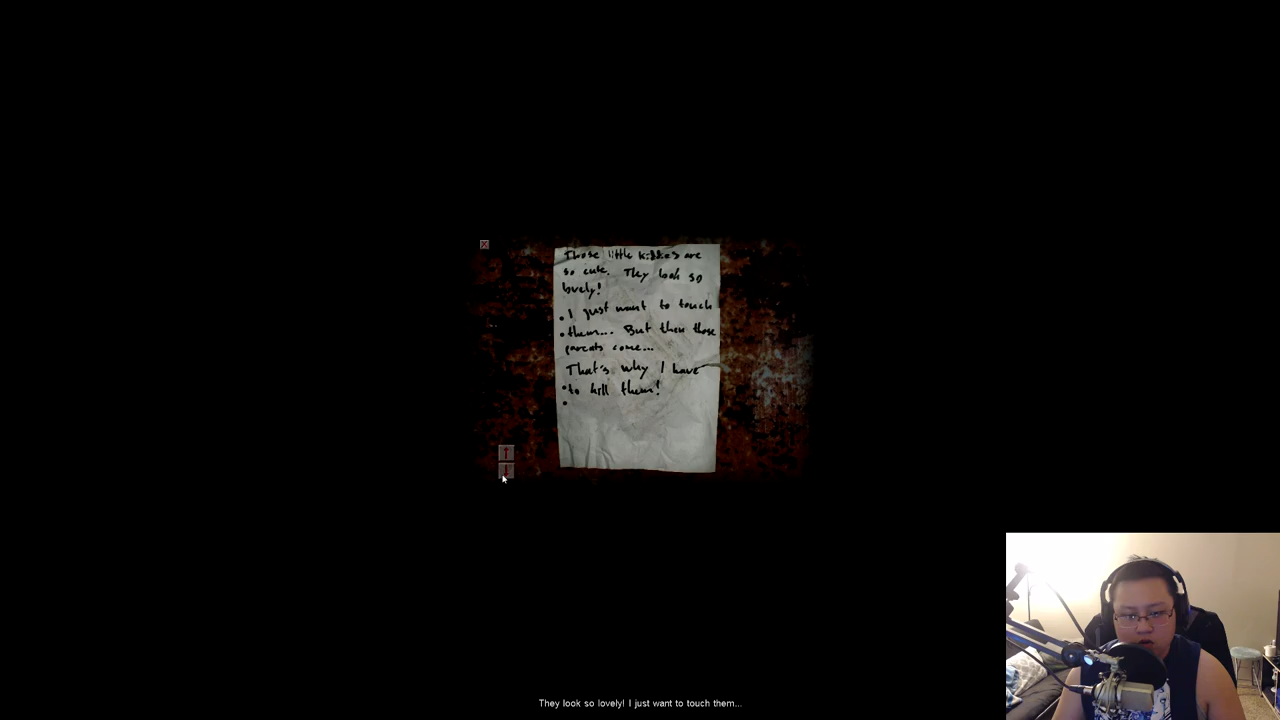 Those little kiddies are
so cute. They look so
lovely!
I just want to touch
them... But then those
parents come...
That's why I have
to kill them!
They look so lovely! I just want to touch them...